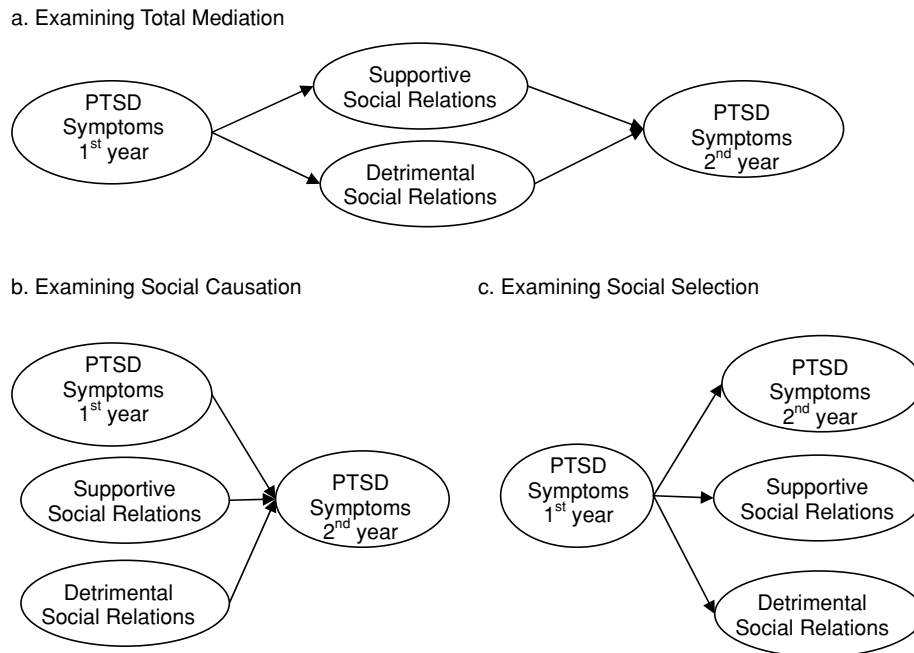 a. Examining Total Mediation
PTSD
Symptoms
1st year
Supportive
Social Relations
Detrimental
Social Relations
PTSD
Symptoms
2nd year
b. Examining Social Causation
PTSD
Symptoms
1st year
Supportive
Social Relations
Detrimental
Social Relations
PTSD
Symptoms
2nd year
c. Examining Social Selection
PTSD
Symptoms
1st year
PTSD
Symptoms
2nd year
Supportive
Social Relations
Detrimental
Social Relations